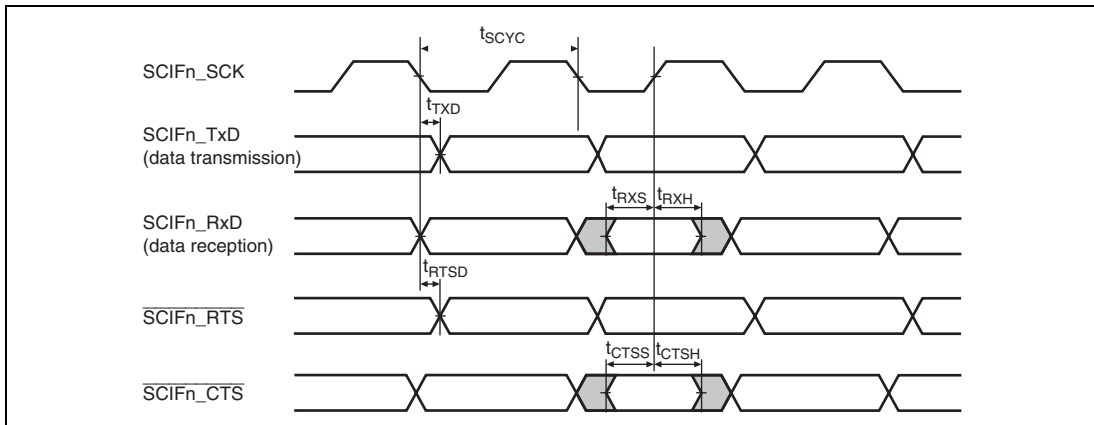 tSCYC
SCIFn_SCK
tTXD
SCIFn_TxD
(data transmission)
tRXS tRXH
SCIFn_RxD
(data reception)
tRTSD
SCIFn_RTS
tCTSS tCTSH
SCIFn_CTS